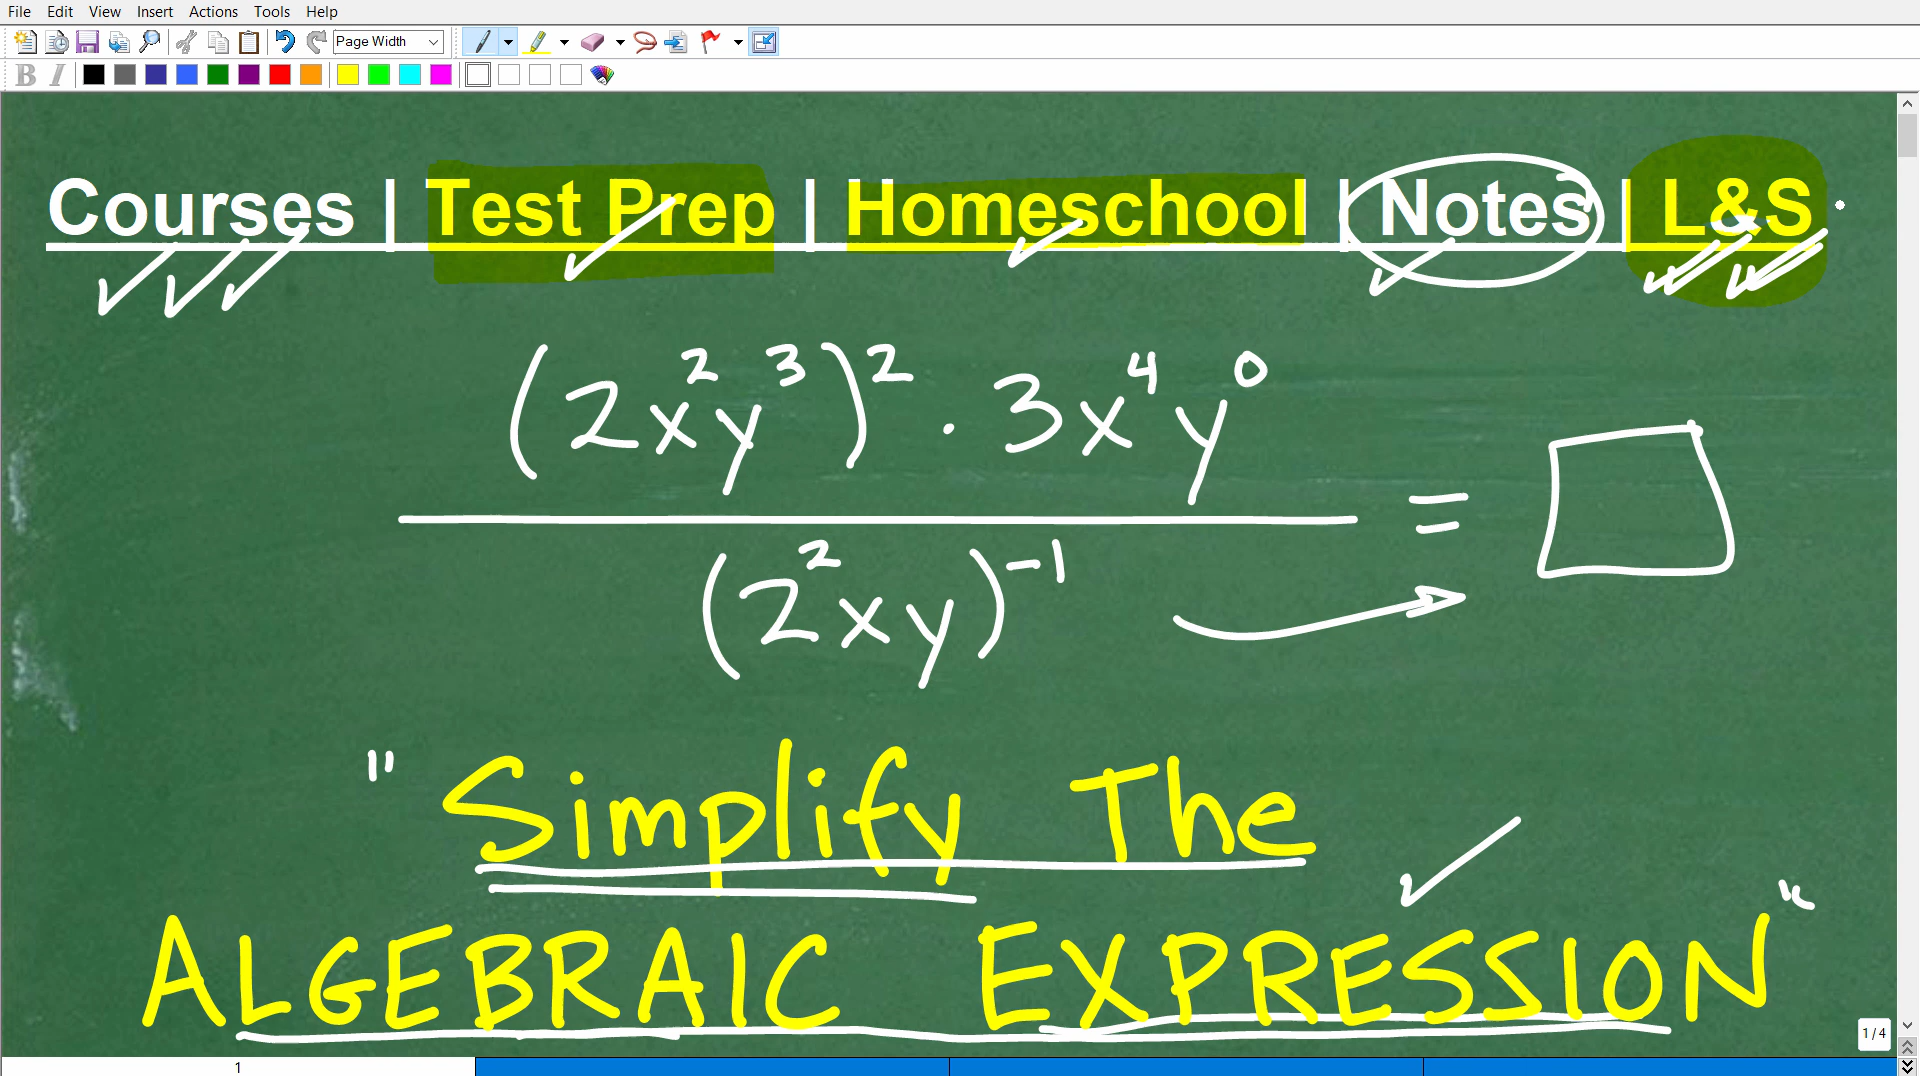 File Edit View Insert Actions Tools Help
Page Width
B I
Courses | Test Prep | Homeschool | Notes | L&S
(2x²y³)² · 3x⁴y⁰
=
(2²xy)⁻¹
"Simplify The
ALGEBRAIC EXPRESSION"
1 / 4
1